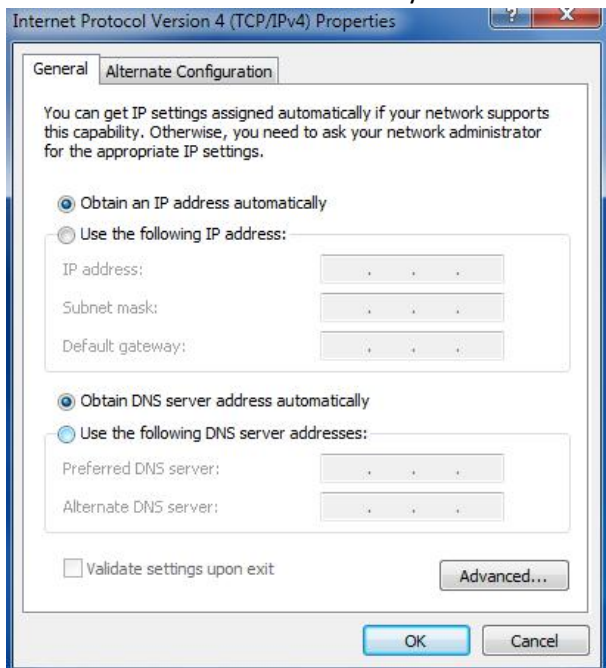 Internet Protocol Version 4 (TCP/IPv4) Properties
General
Alternate Configuration
You can get IP settings assigned automatically if your network supports
this capability. Otherwise, you need to ask your network administrator
for the appropriate IP settings.
Obtain an IP address automatically
Use the following IP address:
IP address:
Subnet mask:
Default gateway:
Obtain DNS server address automatically
Use the following DNS server addresses:
Preferred DNS server:
Alternate DNS server:
Validate settings upon exit
Advanced...
OK
Cancel